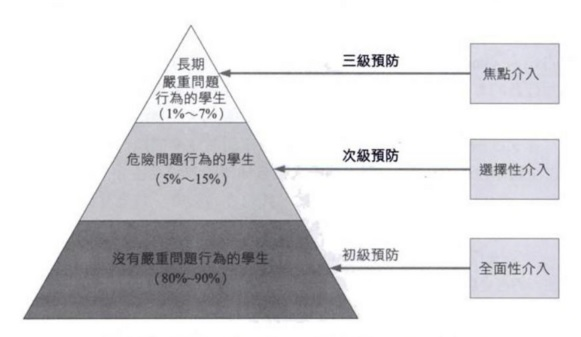 長期
嚴重問題
行為的學生
(1%～7%)
三級預防
焦點介入
危險問題行為的學生
(5%～15%)
次級預防
選擇性介入
沒有嚴重問題行為的學生
(80%~90%)
初級預防
全面性介入